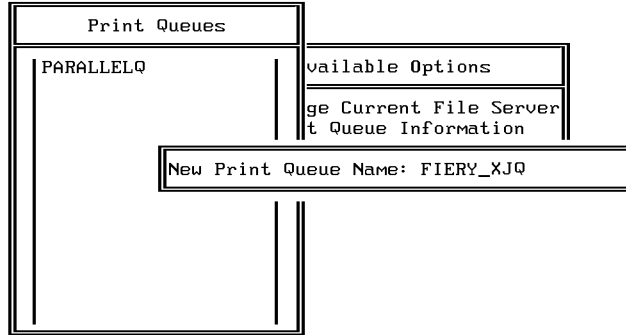 Print Queues
PARALLELQ
vailable Options
ge Current File Server
t Queue Information
New Print Queue Name: FIERY_XJQ